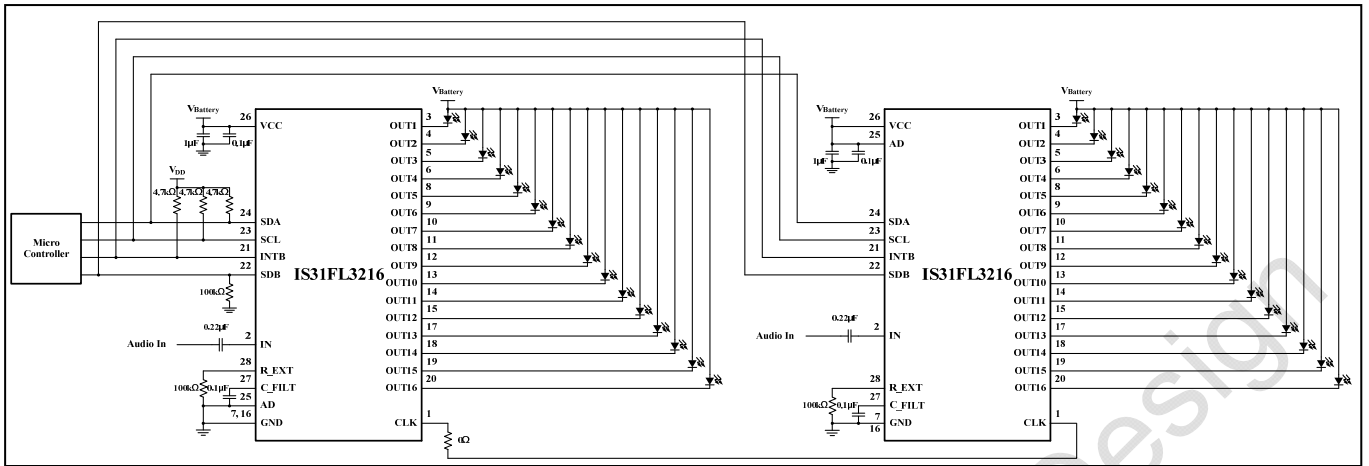 Micro
Controller
VBattery
1μF
0.1μF
VDD
4.7kΩ
4.7kΩ
4.7kΩ
100kΩ
Audio In
0.22μF
100kΩ
0.1μF
26
VCC
24
SDA
23
SCL
21
INTB
22
SDB
2
IN
28
R_EXT
27
C_FILT
25
AD
7, 16
GND
IS31FL3216
VBattery
OUT1
3
OUT2
4
OUT3
5
OUT4
6
OUT5
8
OUT6
9
OUT7
10
OUT8
11
OUT9
12
OUT10
13
OUT11
14
OUT12
15
OUT13
17
OUT14
18
OUT15
19
OUT16
20
CLK
1
0Ω
VBattery
1μF
0.1μF
Audio In
0.22μF
100kΩ
0.1μF
26
VCC
25
AD
24
SDA
23
SCL
21
INTB
22
SDB
2
IN
28
R_EXT
27
C_FILT
7
16
GND
IS31FL3216
VBattery
OUT1
3
OUT2
4
OUT3
5
OUT4
6
OUT5
8
OUT6
9
OUT7
10
OUT8
11
OUT9
12
OUT10
13
OUT11
14
OUT12
15
OUT13
17
OUT14
18
OUT15
19
OUT16
20
CLK
1
Design